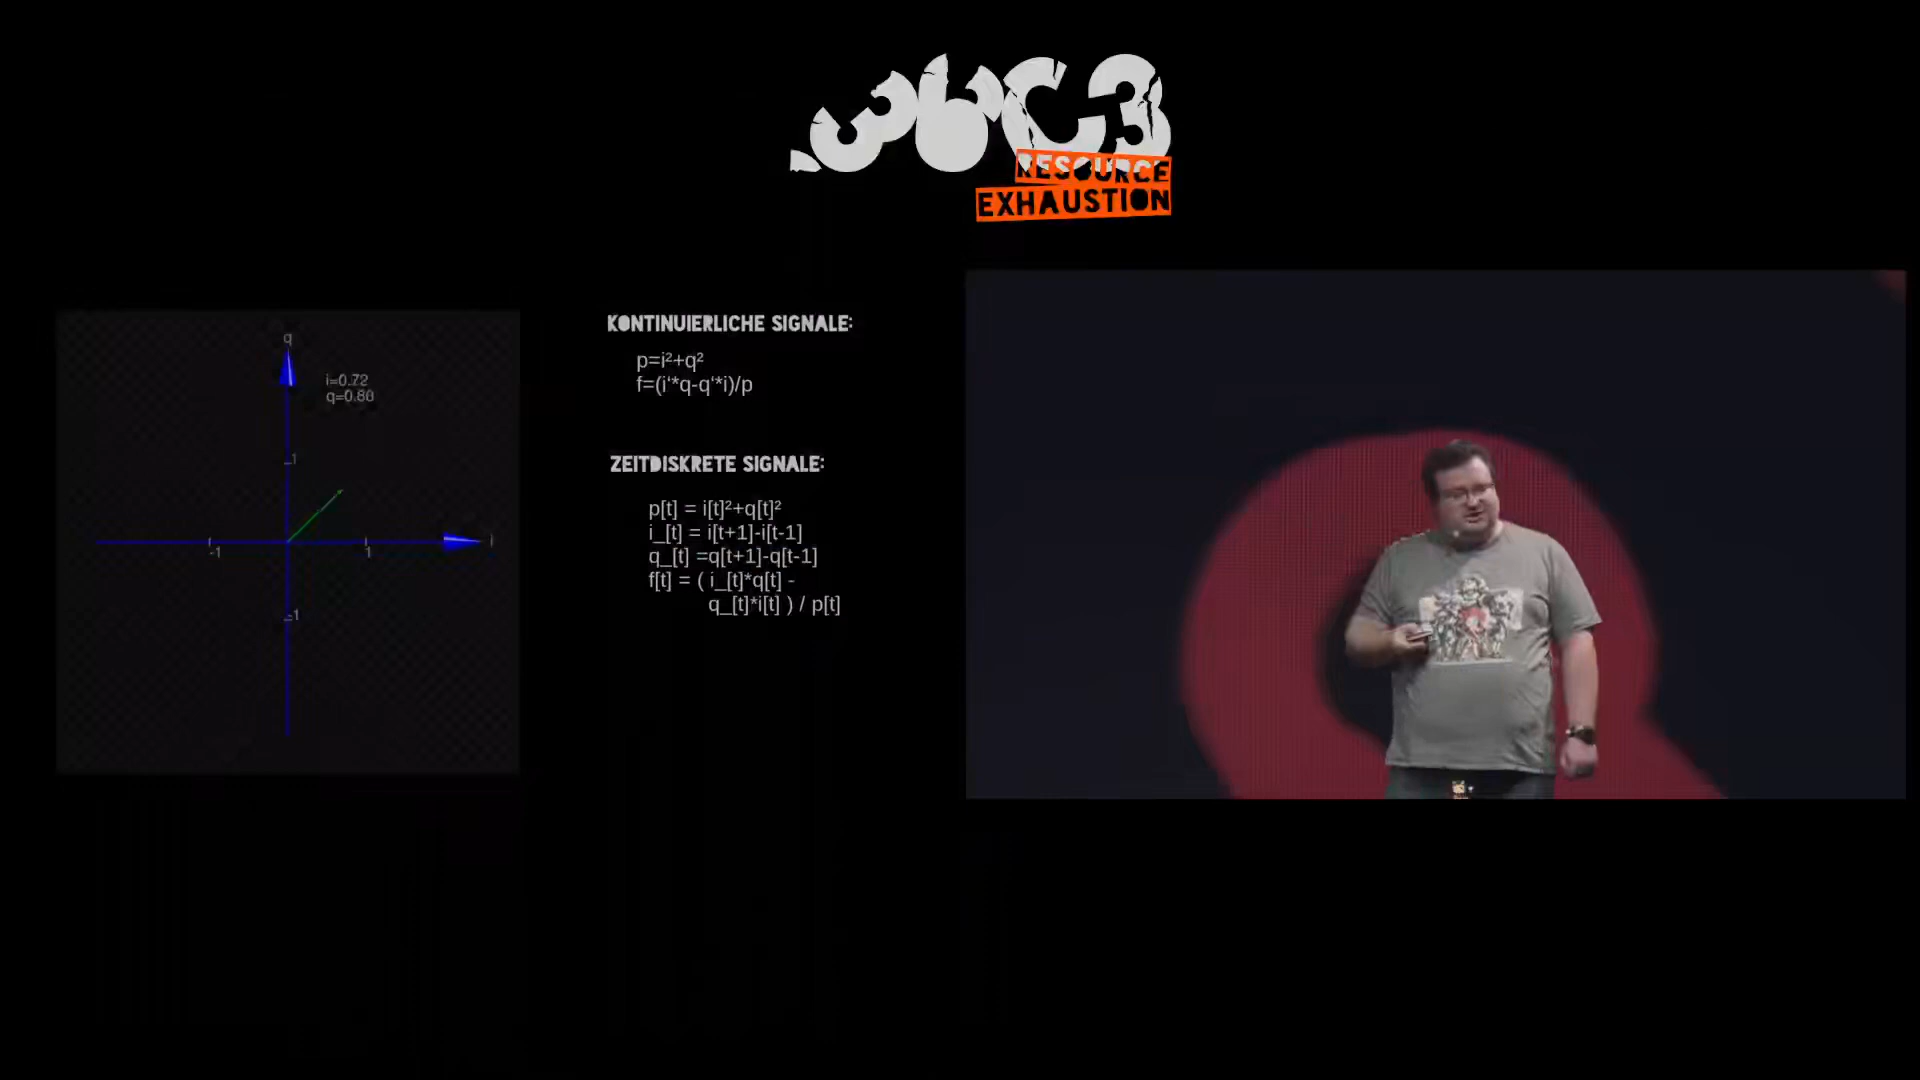 36C3
RESOURCE
EXHAUSTION
q
i=0.72
q=0.80
1
-1
1
i
-1
KONTINUIERLICHE SIGNALE:
p=i²+q²
f=(i‘*q-q‘*i)/p
ZEITDISKRETE SIGNALE:
p[t] = i[t]²+q[t]²
i_[t] = i[t+1]-i[t-1]
q_[t] =q[t+1]-q[t-1]
f[t] = ( i_[t]*q[t] -
q_[t]*i[t] ) / p[t]